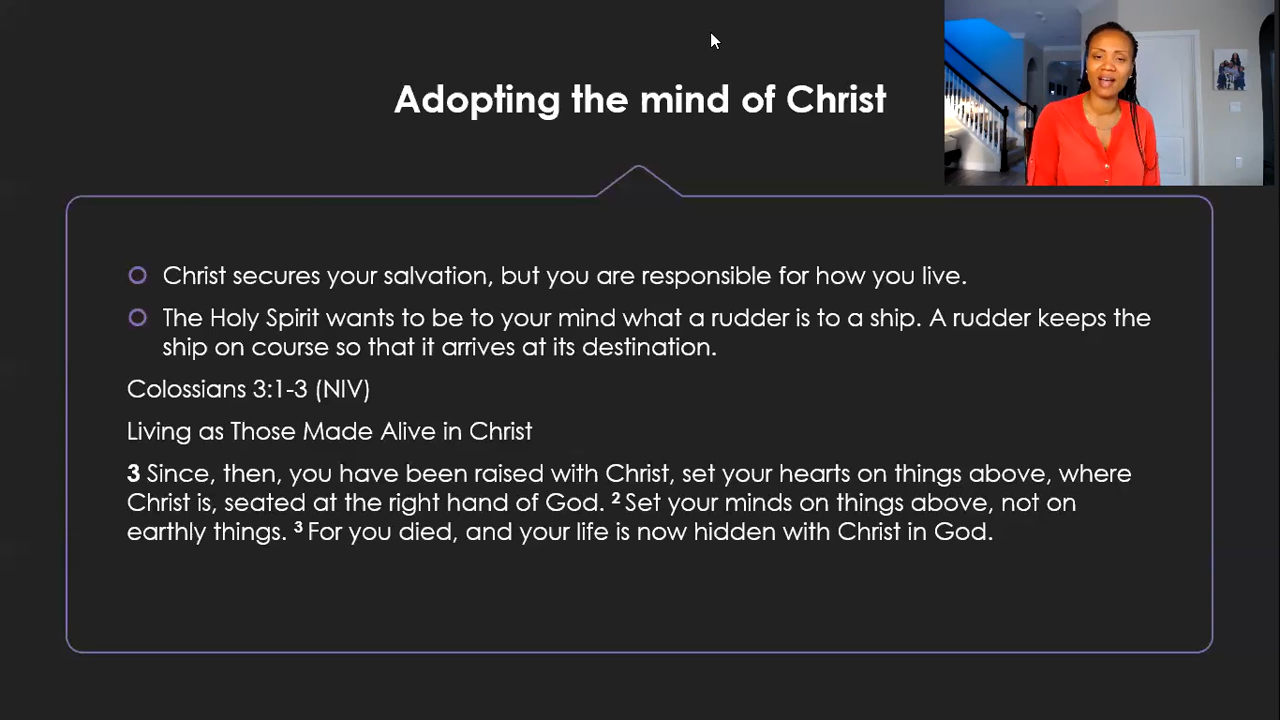 Adopting the mind of Christ
Christ secures your salvation, but you are responsible for how you live.
The Holy Spirit wants to be to your mind what a rudder is to a ship. A rudder keeps the
ship on course so that it arrives at its destination.
Colossians 3:1-3 (NIV)
Living as Those Made Alive in Christ
3 Since, then, you have been raised with Christ, set your hearts on things above, where
Christ is, seated at the right hand of God. ² Set your minds on things above, not on
earthly things. ³ For you died, and your life is now hidden with Christ in God.